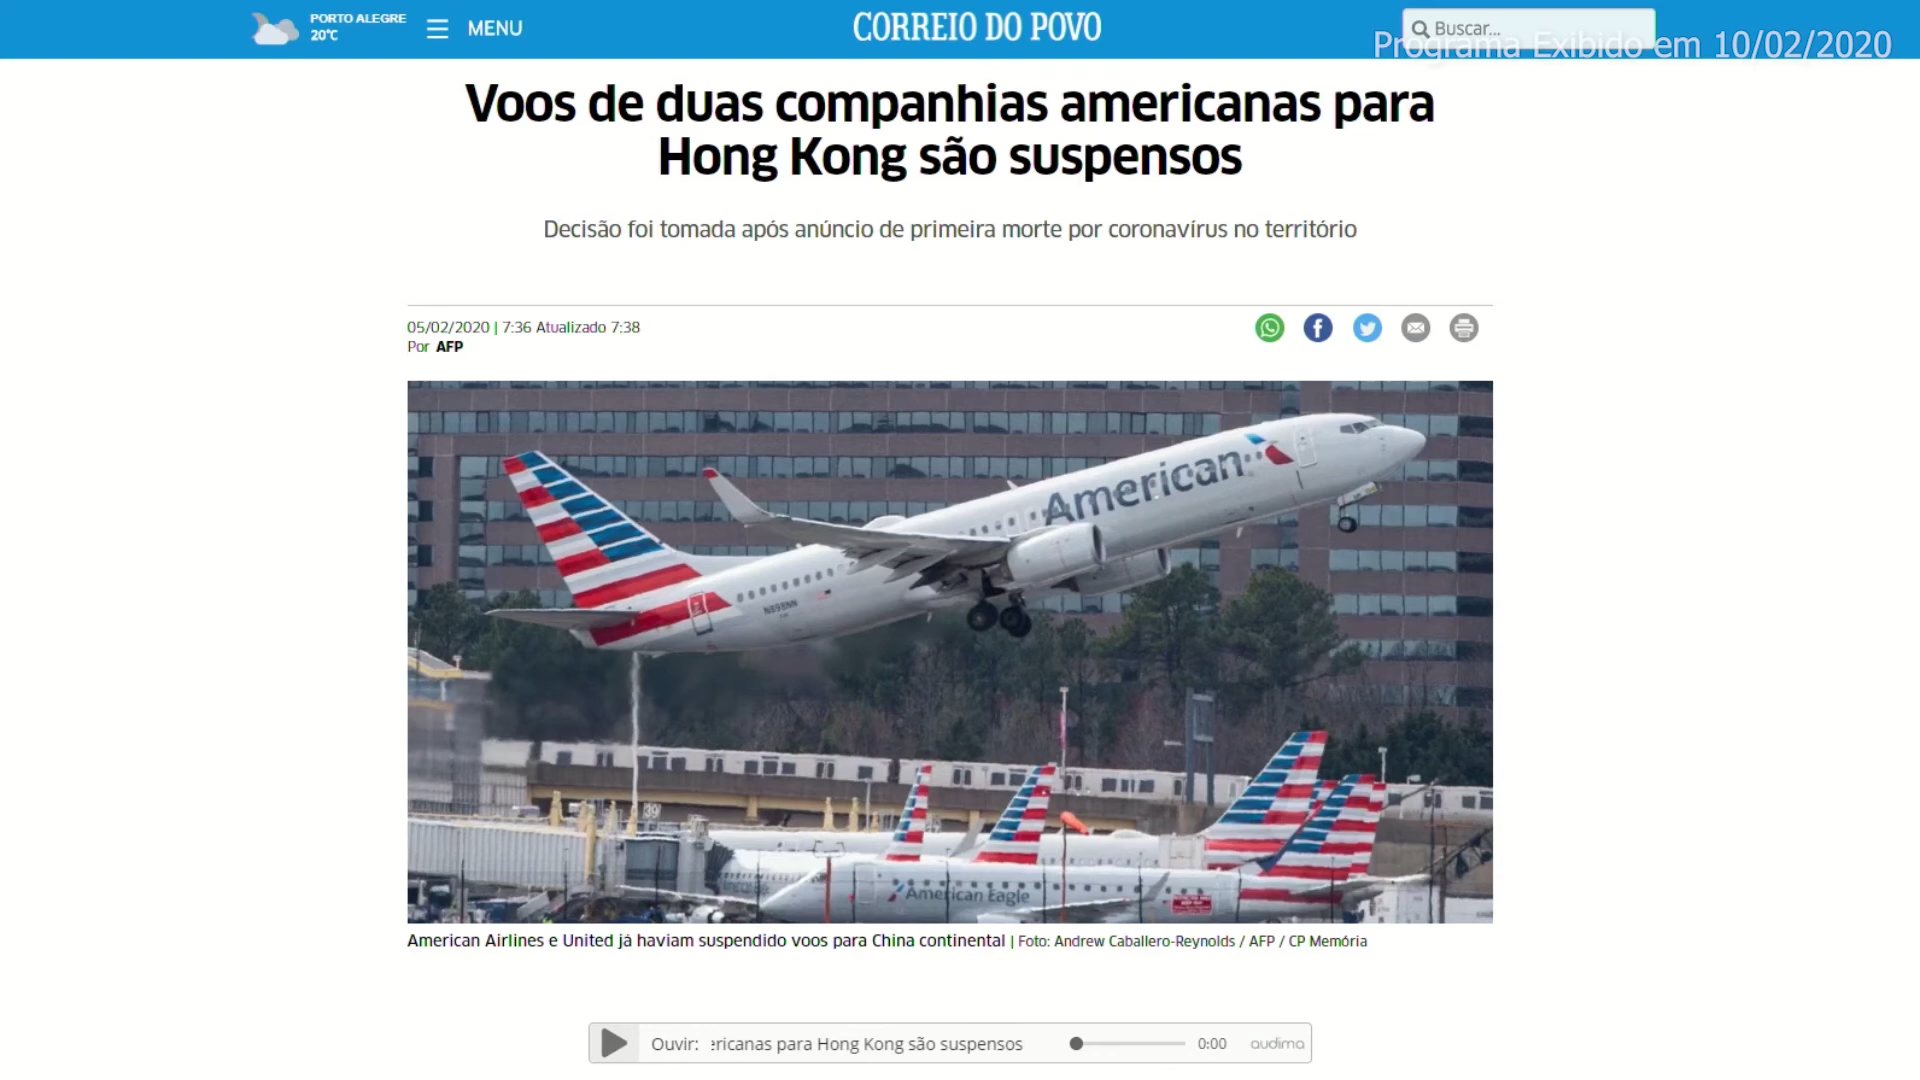 PORTO ALEGRE
20°C
MENU
CORREIO DO POVO
Buscar...
Programa Exibido em 10/02/2020
Voos de duas companhias americanas para
Hong Kong são suspensos
Decisão foi tomada após anúncio de primeira morte por coronavírus no território
05/02/2020 | 7:36 Atualizado 7:38
Por AFP
American
N898NN
39
American Eagle
American Airlines e United já haviam suspendido voos para China continental | Foto: Andrew Caballero-Reynolds / AFP / CP Memória
Ouvir: ericanas para Hong Kong são suspensos
0:00
audima